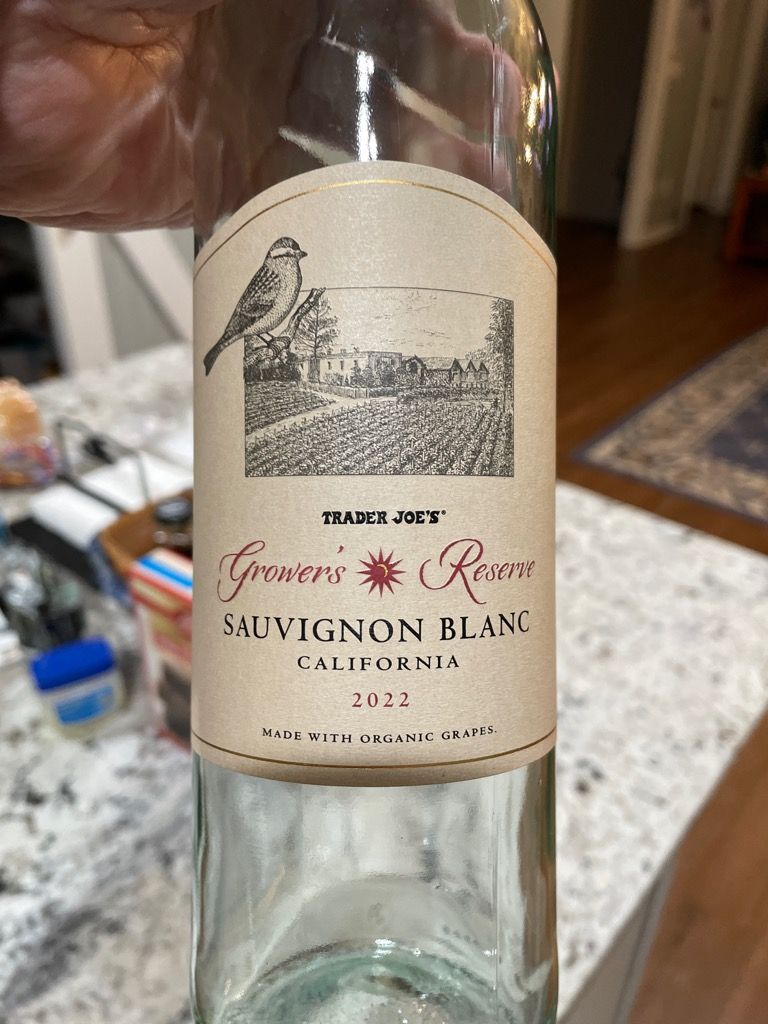 TRADER JOE'S®
Grower's Reserve
SAUVIGNON BLANC
CALIFORNIA
2022
MADE WITH ORGANIC GRAPES.